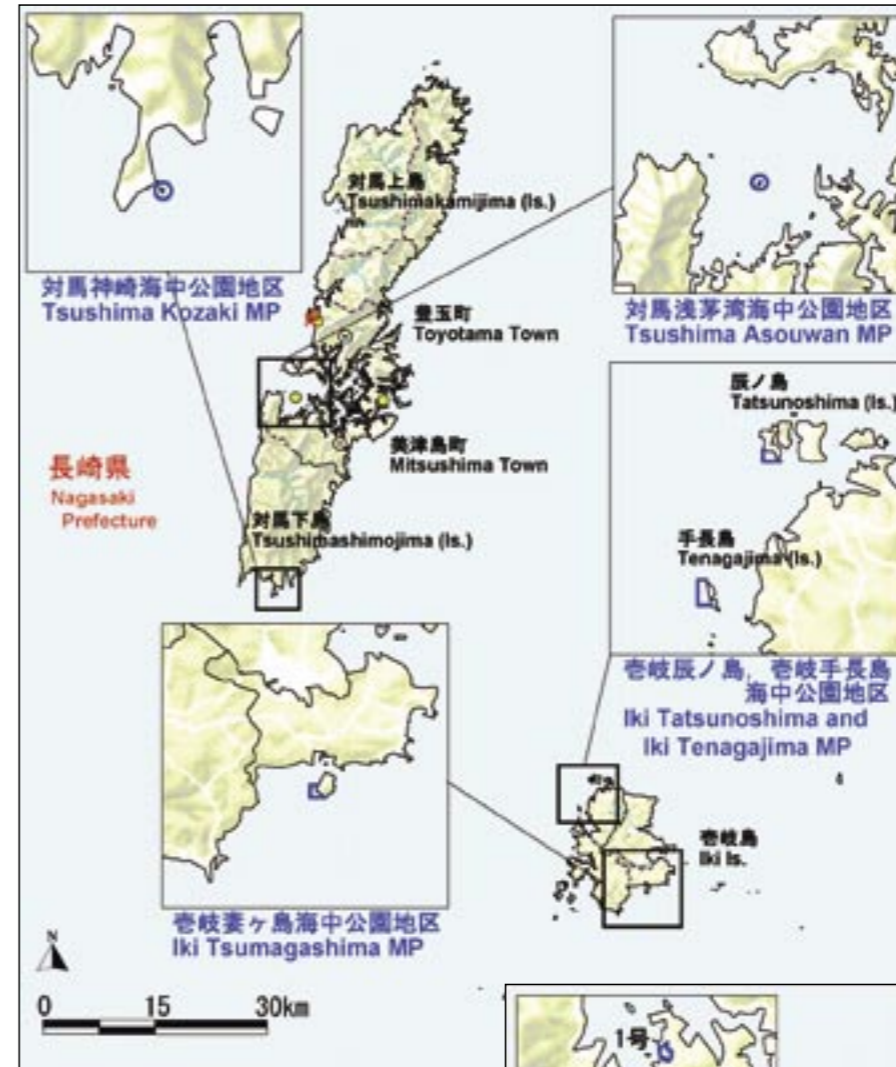 対馬神崎海中公園地区
Tsushima Kozaki MP
対馬上島
Tsushimakamijima (Is.)
豊玉町
Toyotama Town
対馬浅茅湾海中公園地区
Tsushima Asouwan MP
辰ノ島
Tatsunoshima (Is.)
美津島町
Mitsushima Town
長崎県
Nagasaki
Prefecture
対馬下島
Tsushimashimojima (Is.)
手長島
Tenagajima (Is.)
壱岐辰ノ島, 壱岐手長島
海中公園地区
Iki Tatsunoshima and
Iki Tenagajima MP
壱岐島
Iki Is.
壱岐妻ヶ島海中公園地区
Iki Tsumagashima MP
N
0 15 30km
1号